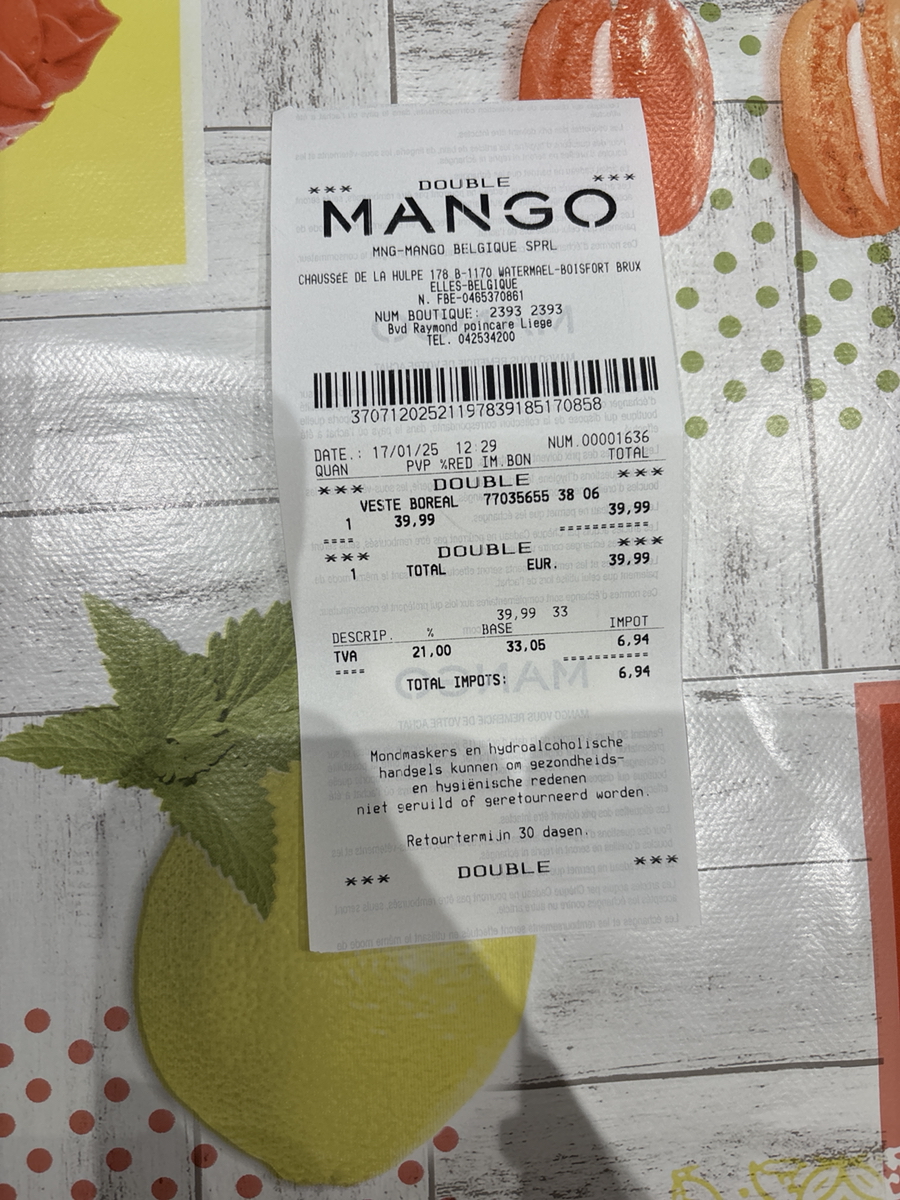 *** DOUBLE ***
MANGO
MNG-MANGO BELGIQUE SPRL
CHAUSSÉE DE LA HULPE 178 B-1170 WATERMAEL-BOISFORT BRUX
ELLES-BELGIQUE
N. FBE-0465370861
NUM BOUTIQUE: 2393 2393
Bvd Raymond poincare Liege
TEL. 042534200
37071202521197839185170858
DATE.: 17/01/25 12:29 NUM.00001636
QUAN PVP %RED IM.BON TOTAL
*** DOUBLE ***
VESTE BOREAL 77035655 38 06
1 39,99 39,99
==== ===========
*** DOUBLE ***
1 TOTAL EUR. 39,99
39,99 33
DESCRIP. % BASE IMPOT
TVA 21,00 33,05 6,94
==== ===========
TOTAL IMPOTS: 6,94
Mondmaskers en hydroalcoholische
handgels kunnen om gezondheids-
en hygiënische redenen
niet geruild of geretourneerd worden.
Retourtermijn 30 dagen.
*** DOUBLE ***